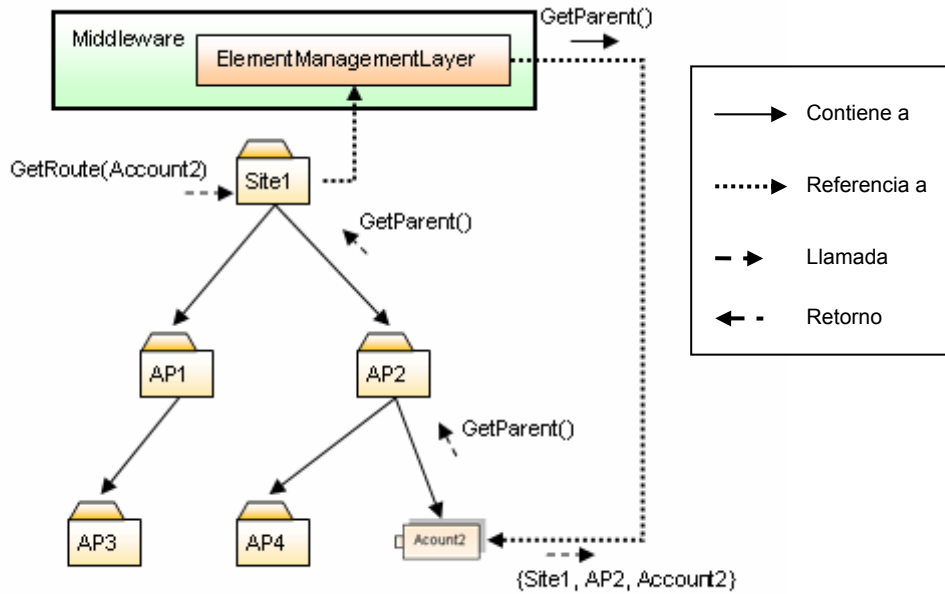 GetParent()
Middleware
ElementManagementLayer
GetRoute(Account2)
Site1
GetParent()
AP1
AP2
GetParent()
AP3
AP4
Acount2
{Site1, AP2, Account2}
Contiene a
Referencia a
Llamada
Retorno